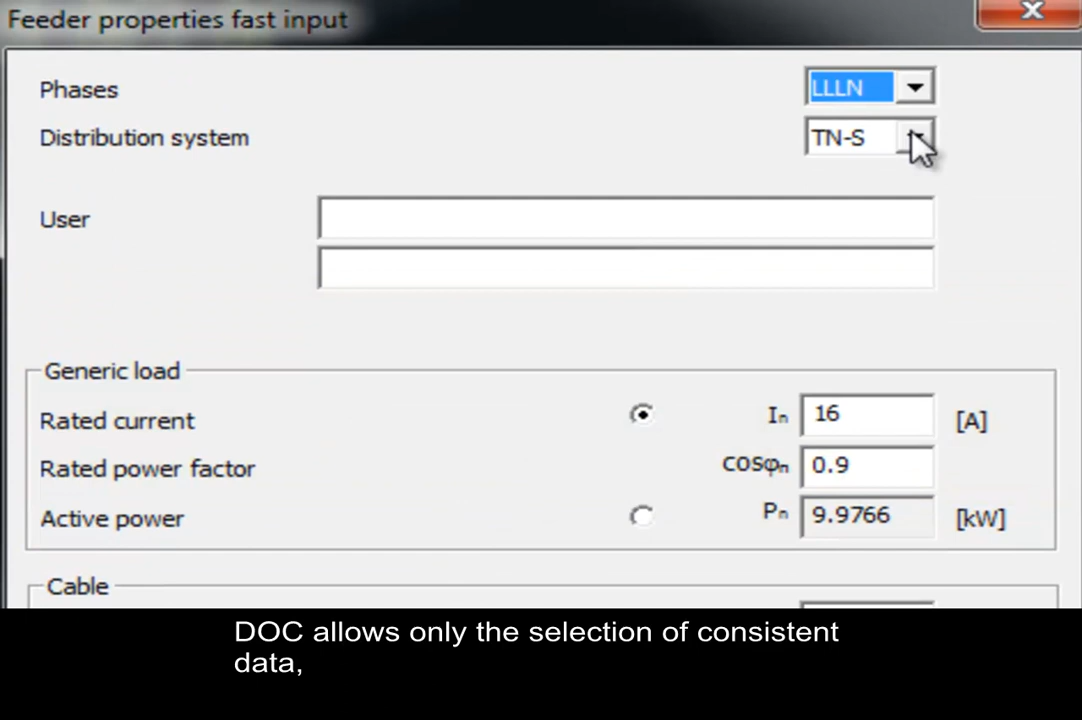 Feeder properties fast input
Phases LLLN
Distribution system TN-S
User
Generic load
Rated current Iₙ 16 [A]
Rated power factor cosφₙ 0.9
Active power Pₙ 9.9766 [kW]
Cable
DOC allows only the selection of consistent
data,